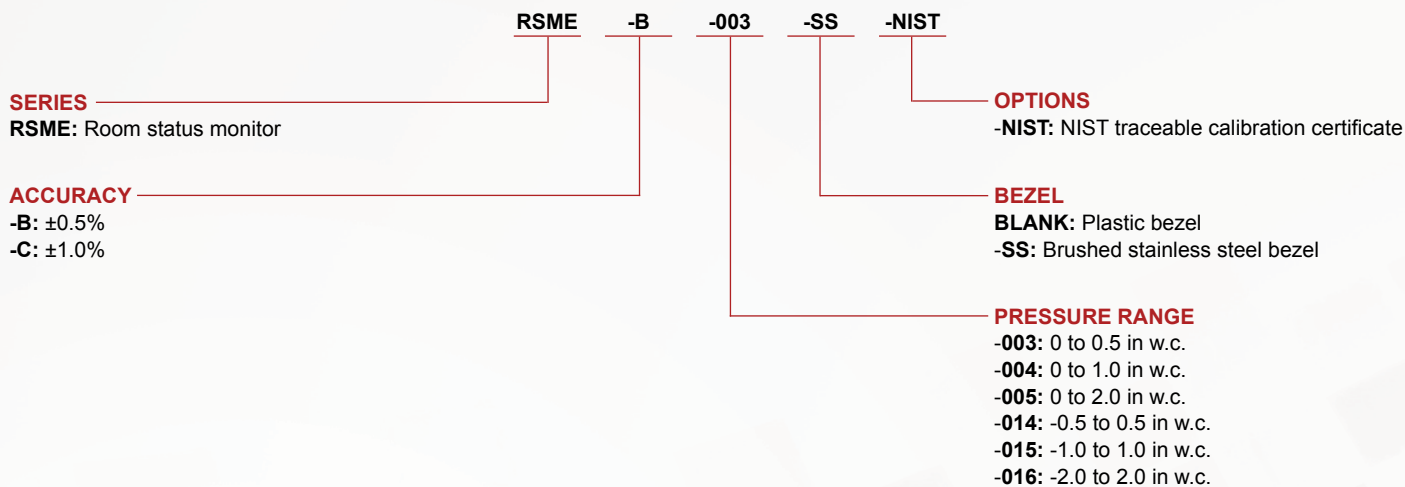 RSME -B -003 -SS -NIST
SERIES
RSME: Room status monitor
ACCURACY
-B: ±0.5%
-C: ±1.0%
OPTIONS
-NIST: NIST traceable calibration certificate
BEZEL
BLANK: Plastic bezel
-SS: Brushed stainless steel bezel
PRESSURE RANGE
-003: 0 to 0.5 in w.c.
-004: 0 to 1.0 in w.c.
-005: 0 to 2.0 in w.c.
-014: -0.5 to 0.5 in w.c.
-015: -1.0 to 1.0 in w.c.
-016: -2.0 to 2.0 in w.c.